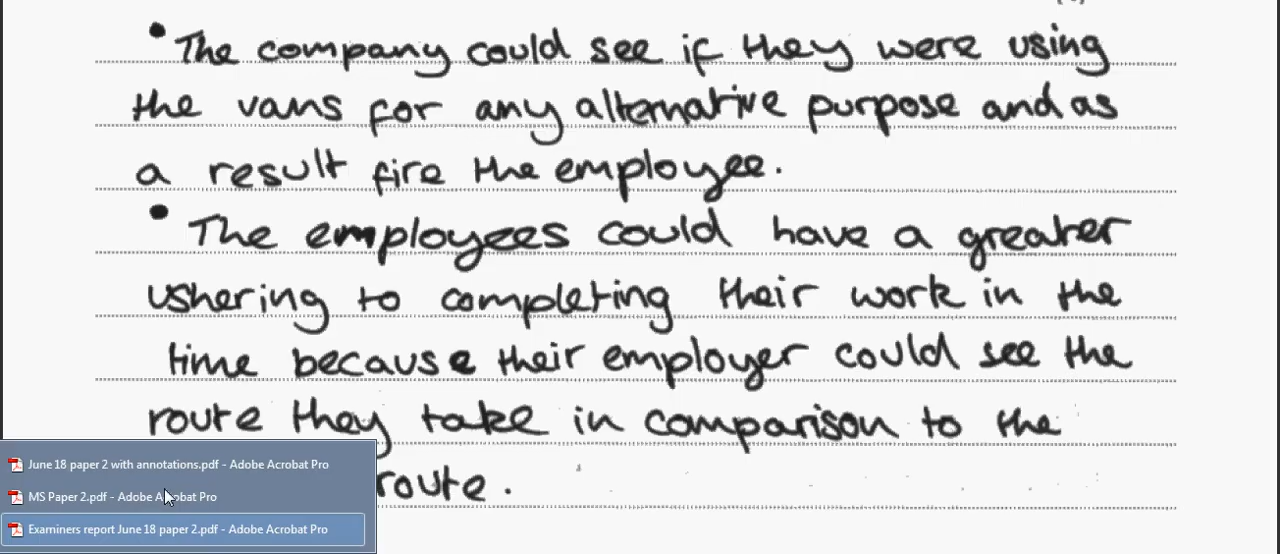 • The company could see if they were using
the vans for any alternative purpose and as
a result fire the employee.
• The employees could have a greater
ushering to completing their work in the
time because their employer could see the
route they take in comparison to the
route.
June 18 paper 2 with annotations.pdf - Adobe Acrobat Pro
MS Paper 2.pdf - Adobe Acrobat Pro
Examiners report June 18 paper 2.pdf - Adobe Acrobat Pro